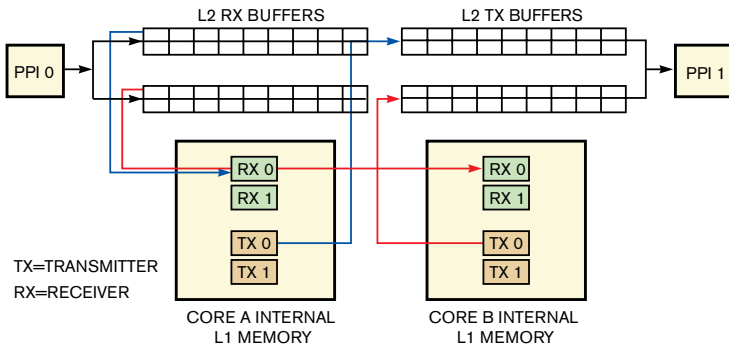 L2 RX BUFFERS
L2 TX BUFFERS
PPI 0
PPI 1
RX 0
RX 1
TX 0
TX 1
RX 0
RX 1
TX 0
TX 1
TX=TRANSMITTER
RX=RECEIVER
CORE A INTERNAL
L1 MEMORY
CORE B INTERNAL
L1 MEMORY